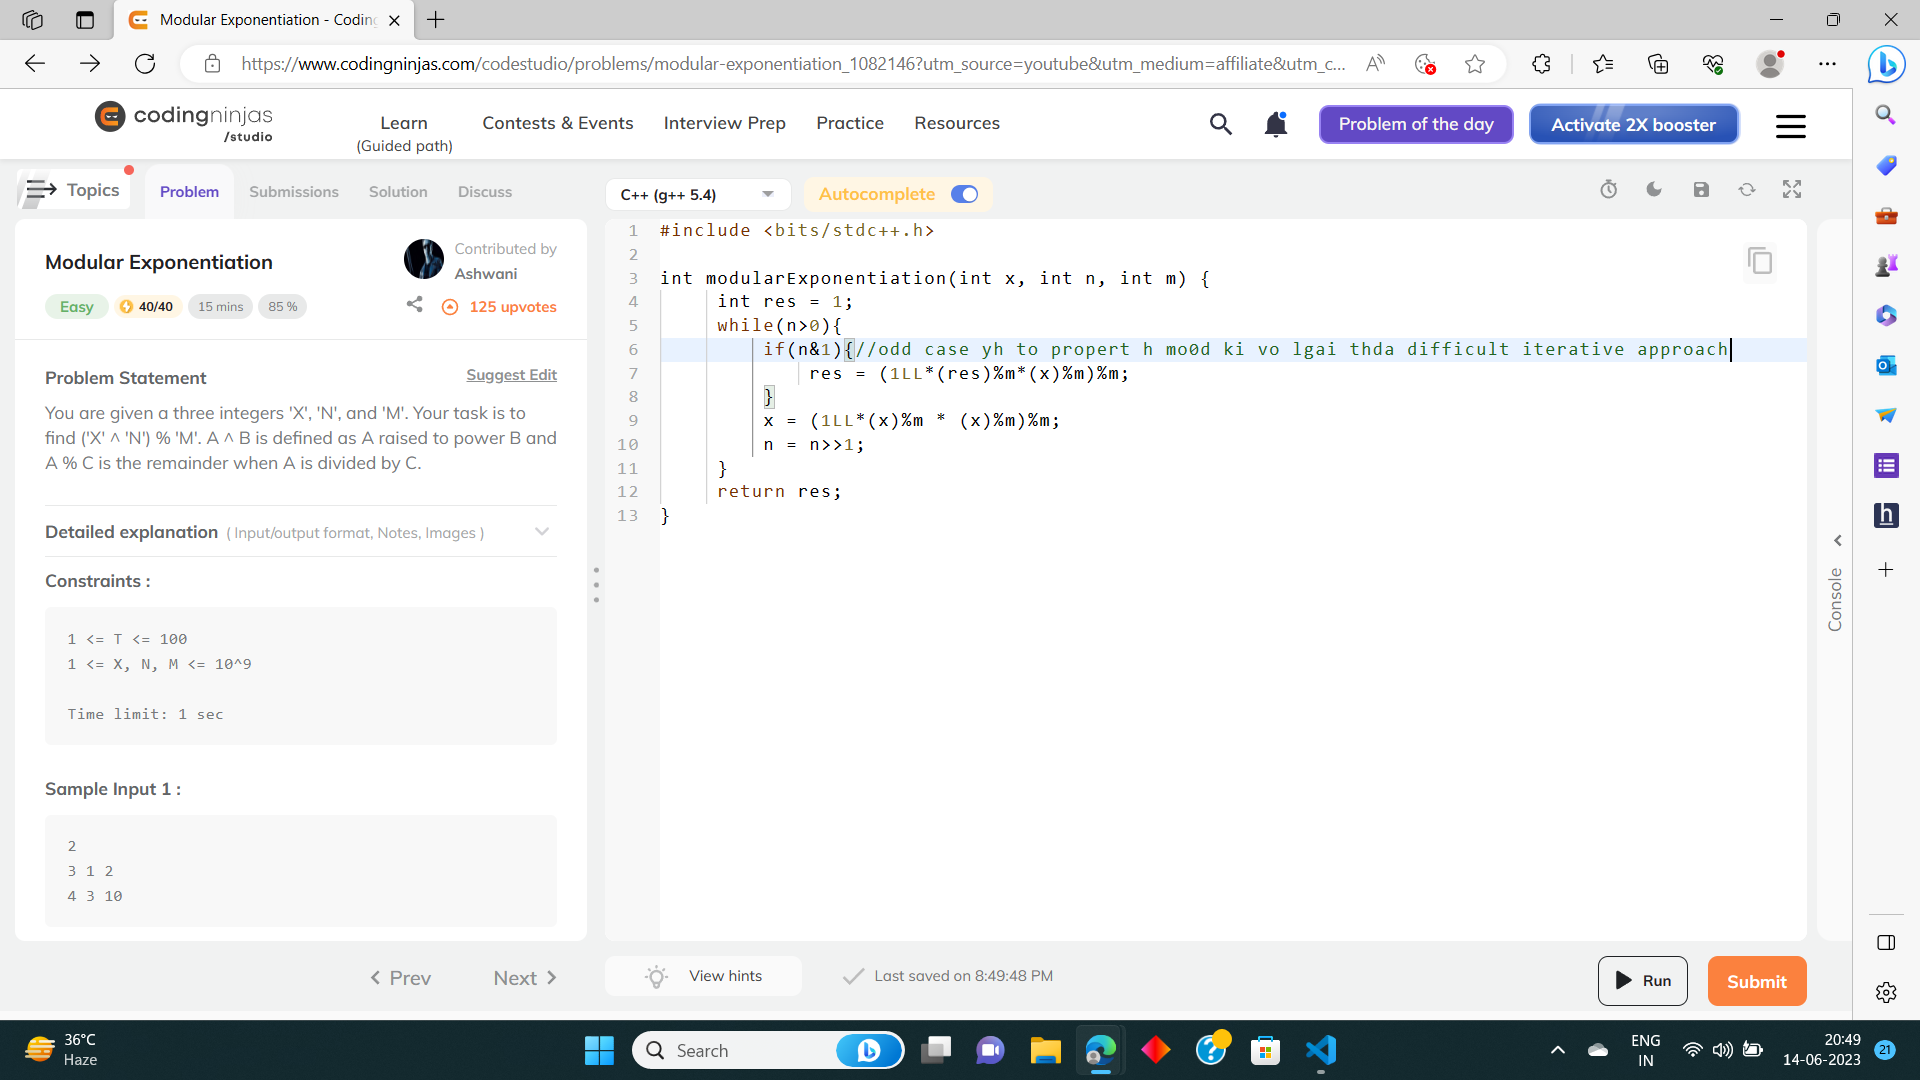 Modular Exponentiation - Coding
https://www.codingninjas.com/codestudio/problems/modular-exponentiation_1082146?utm_source=youtube&utm_medium=affiliate&utm_c...
codingninjas
/studio
Learn
(Guided path)
Contests & Events
Interview Prep
Practice
Resources
Problem of the day
Activate 2X booster
Topics
Problem
Submissions
Solution
Discuss
C++ (g++ 5.4)
Autocomplete
Modular Exponentiation
Contributed by
Ashwani
Easy
40/40
15 mins
85 %
125 upvotes
Problem Statement
Suggest Edit
You are given a three integers 'X', 'N', and 'M'. Your task is to
find ('X' ^ 'N') % 'M'. A ^ B is defined as A raised to power B and
A % C is the remainder when A is divided by C.
Detailed explanation ( Input/output format, Notes, Images )
Constraints :
1 <= T <= 100
1 <= X, N, M <= 10^9
Time limit: 1 sec
Sample Input 1 :
2
3 1 2
4 3 10
Prev
Next
1 #include <bits/stdc++.h>
2
3 int modularExponentiation(int x, int n, int m) {
4 int res = 1;
5 while(n>0){
6 if(n&1){//odd case yh to propert h mo0d ki vo lgai thda difficult iterative approach
7 res = (1LL*(res)%m*(x)%m)%m;
8 }
9 x = (1LL*(x)%m * (x)%m)%m;
10 n = n>>1;
11 }
12 return res;
13 }
Console
View hints
Last saved on 8:49:48 PM
Run
Submit
36°C
Haze
Search
ENG
IN
20:49
14-06-2023
21